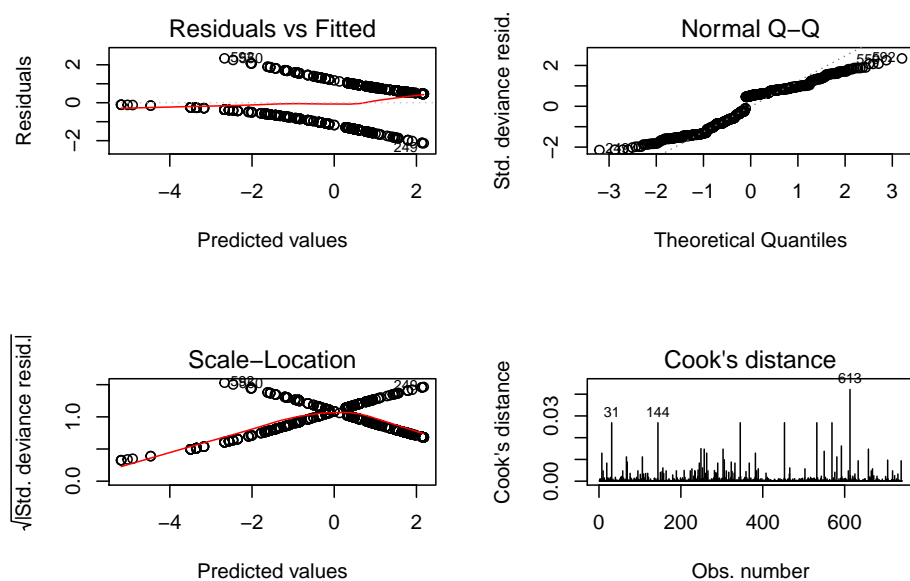 Residuals vs Fitted
Residuals
2
0
−2
−4
−2
0
2
Predicted values
249
Normal Q−Q
Std. deviance resid.
2
0
−2
−3
−2
−1
0
1
2
3
Theoretical Quantiles
592
Scale−Location
√|Std. deviance resid.|
1.0
0.0
−4
−2
0
2
Predicted values
249
Cook's distance
Cook's distance
0.03
0.00
31
144
613
0
200
400
600
Obs. number